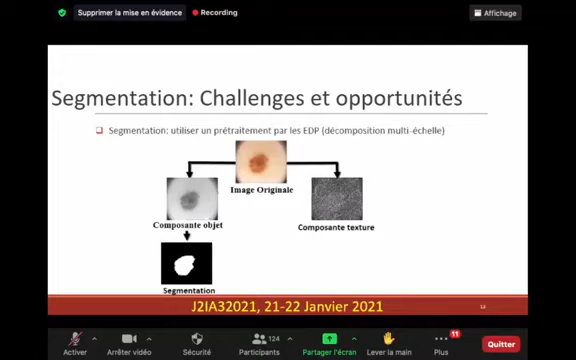 Supprimer la mise en évidence
Recording
Affichage
Segmentation: Challenges et opportunités
Segmentation: utiliser un prétraitement par les EDP (décomposition multi-échelle)
Image Originale
Composante objet
Composante texture
Segmentation
J2IA32021, 21-22 Janvier 2021
124
11
Activer
Arrêter vidéo
Sécurité
Participants
Partager l'écran
Lever la main
Plus
Quitter